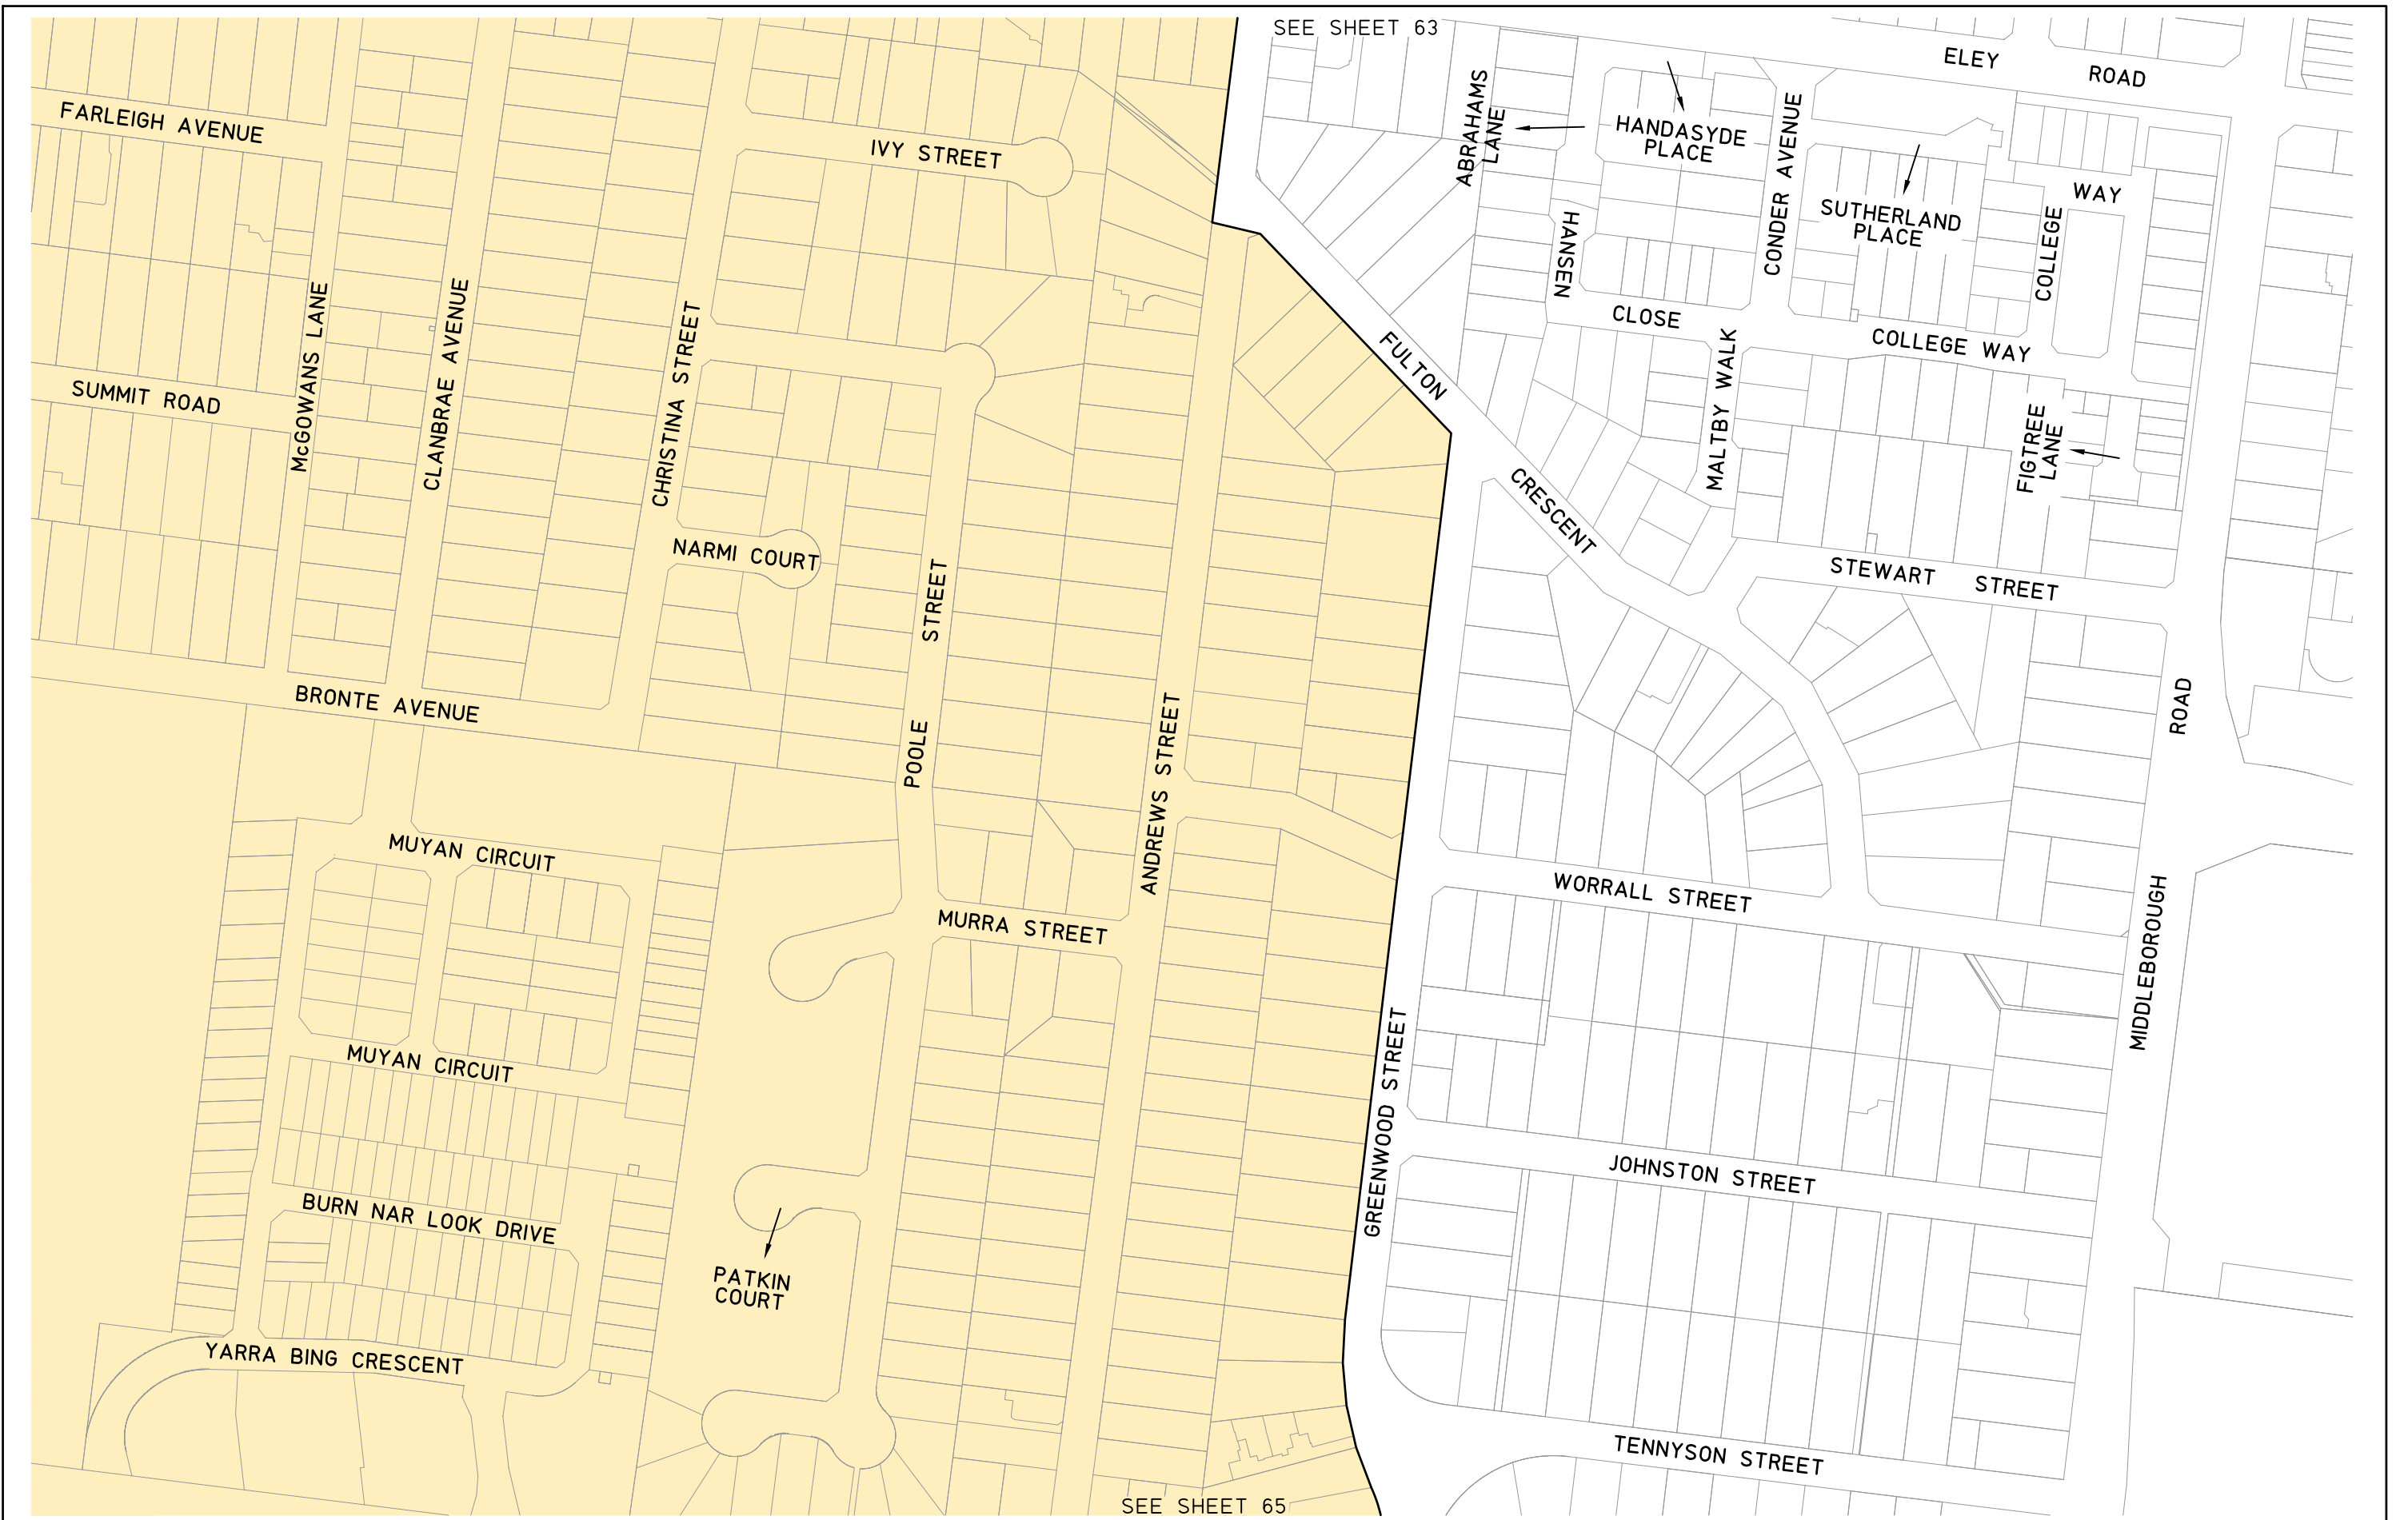 SEE SHEET 63
ELEY ROAD
FARLEIGH AVENUE
IVY STREET
ABRAHAMS
LANE
HANDASYDE
PLACE
CONDER AVENUE
WAY
SUTHERLAND
PLACE
COLLEGE
HANSEN
CLOSE
COLLEGE WAY
McGOWANS LANE
CLANBRAE AVENUE
CHRISTINA STREET
FULTON
CRESCENT
MALTBY WALK
SUMMIT ROAD
FIGTREE
LANE
NARMI COURT
STEWART STREET
POOLE STREET
BRONTE AVENUE
ANDREWS STREET
MIDDLEBOROUGH ROAD
MUYAN CIRCUIT
WORRALL STREET
MURRA STREET
MUYAN CIRCUIT
GREENWOOD STREET
JOHNSTON STREET
BURN NAR LOOK DRIVE
PATKIN
COURT
YARRA BING CRESCENT
TENNYSON STREET
SEE SHEET 65